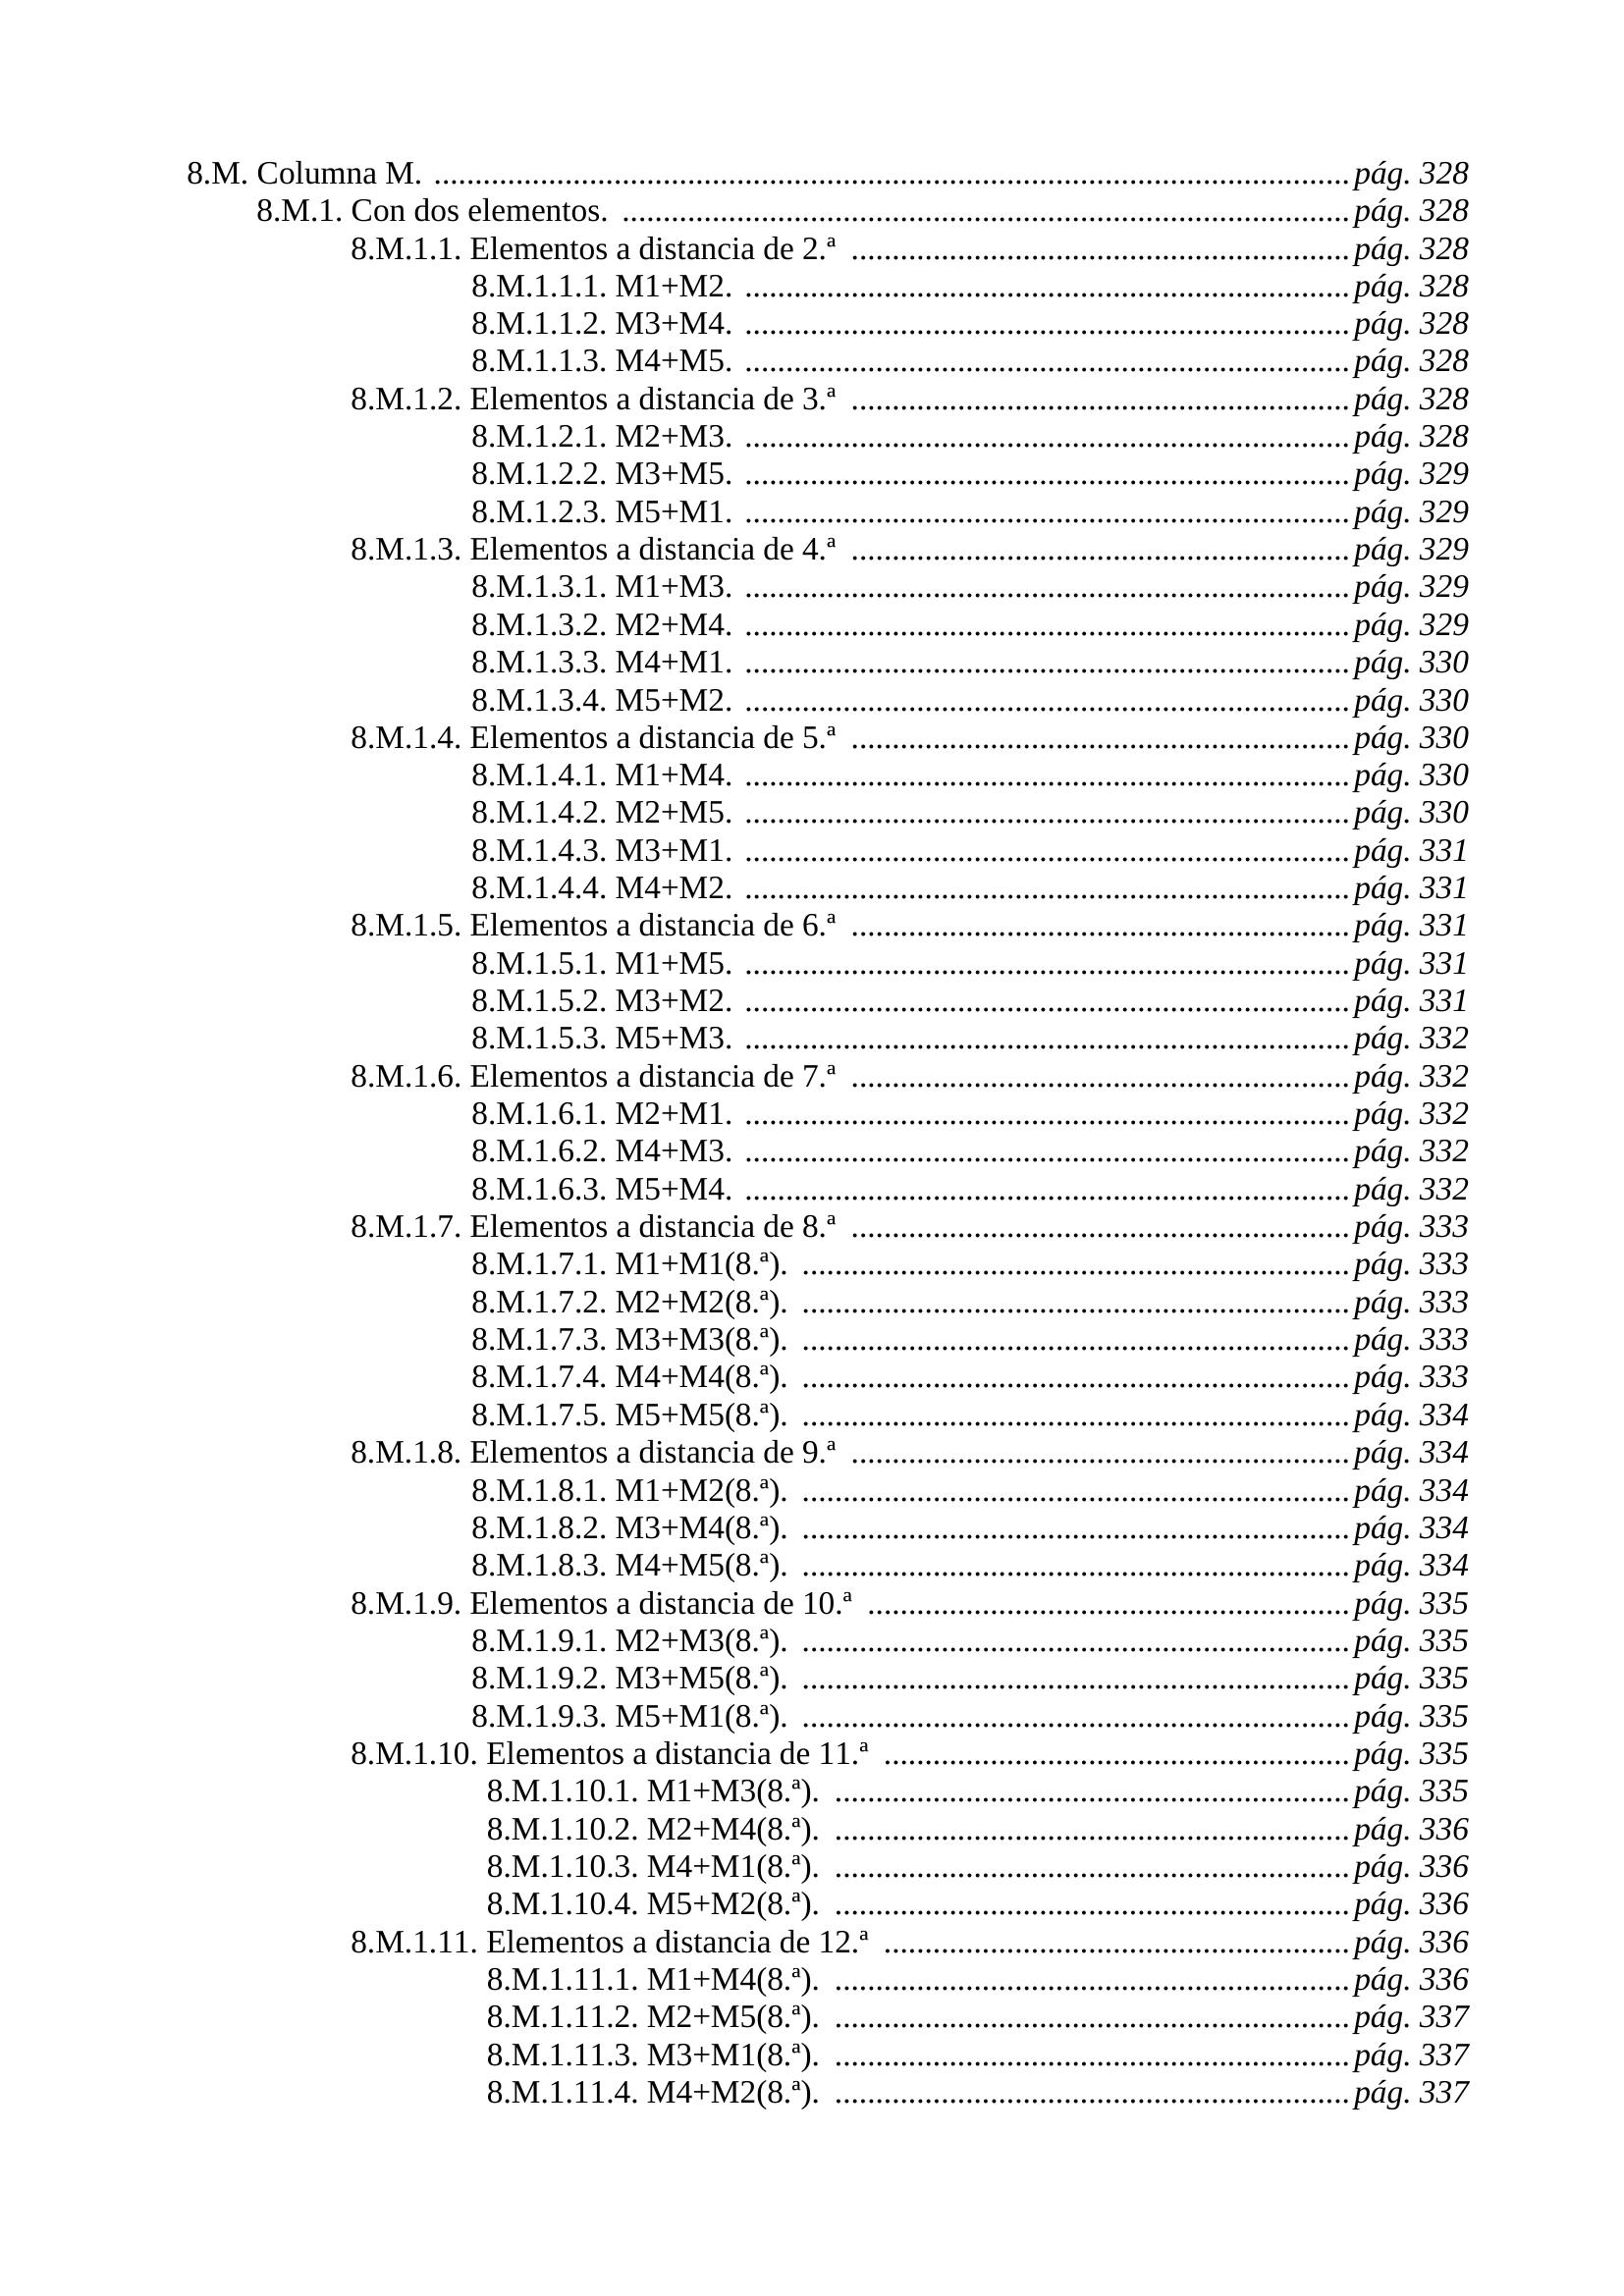 8.M. Columna M. ........................ pág. 328
8.M.1. Con dos elementos. ........................ pág. 328
8.M.1.1. Elementos a distancia de 2.ª ........................ pág. 328
8.M.1.1.1. M1+M2. ........................ pág. 328
8.M.1.1.2. M3+M4. ........................ pág. 328
8.M.1.1.3. M4+M5. ........................ pág. 328
8.M.1.2. Elementos a distancia de 3.ª ........................ pág. 328
8.M.1.2.1. M2+M3. ........................ pág. 328
8.M.1.2.2. M3+M5. ........................ pág. 329
8.M.1.2.3. M5+M1. ........................ pág. 329
8.M.1.3. Elementos a distancia de 4.ª ........................ pág. 329
8.M.1.3.1. M1+M3. ........................ pág. 329
8.M.1.3.2. M2+M4. ........................ pág. 329
8.M.1.3.3. M4+M1. ........................ pág. 330
8.M.1.3.4. M5+M2. ........................ pág. 330
8.M.1.4. Elementos a distancia de 5.ª ........................ pág. 330
8.M.1.4.1. M1+M4. ........................ pág. 330
8.M.1.4.2. M2+M5. ........................ pág. 330
8.M.1.4.3. M3+M1. ........................ pág. 331
8.M.1.4.4. M4+M2. ........................ pág. 331
8.M.1.5. Elementos a distancia de 6.ª ........................ pág. 331
8.M.1.5.1. M1+M5. ........................ pág. 331
8.M.1.5.2. M3+M2. ........................ pág. 331
8.M.1.5.3. M5+M3. ........................ pág. 332
8.M.1.6. Elementos a distancia de 7.ª ........................ pág. 332
8.M.1.6.1. M2+M1. ........................ pág. 332
8.M.1.6.2. M4+M3. ........................ pág. 332
8.M.1.6.3. M5+M4. ........................ pág. 332
8.M.1.7. Elementos a distancia de 8.ª ........................ pág. 333
8.M.1.7.1. M1+M1(8.ª). ........................ pág. 333
8.M.1.7.2. M2+M2(8.ª). ........................ pág. 333
8.M.1.7.3. M3+M3(8.ª). ........................ pág. 333
8.M.1.7.4. M4+M4(8.ª). ........................ pág. 333
8.M.1.7.5. M5+M5(8.ª). ........................ pág. 334
8.M.1.8. Elementos a distancia de 9.ª ........................ pág. 334
8.M.1.8.1. M1+M2(8.ª). ........................ pág. 334
8.M.1.8.2. M3+M4(8.ª). ........................ pág. 334
8.M.1.8.3. M4+M5(8.ª). ........................ pág. 334
8.M.1.9. Elementos a distancia de 10.ª ........................ pág. 335
8.M.1.9.1. M2+M3(8.ª). ........................ pág. 335
8.M.1.9.2. M3+M5(8.ª). ........................ pág. 335
8.M.1.9.3. M5+M1(8.ª). ........................ pág. 335
8.M.1.10. Elementos a distancia de 11.ª ........................ pág. 335
8.M.1.10.1. M1+M3(8.ª). ........................ pág. 335
8.M.1.10.2. M2+M4(8.ª). ........................ pág. 336
8.M.1.10.3. M4+M1(8.ª). ........................ pág. 336
8.M.1.10.4. M5+M2(8.ª). ........................ pág. 336
8.M.1.11. Elementos a distancia de 12.ª ........................ pág. 336
8.M.1.11.1. M1+M4(8.ª). ........................ pág. 336
8.M.1.11.2. M2+M5(8.ª). ........................ pág. 337
8.M.1.11.3. M3+M1(8.ª). ........................ pág. 337
8.M.1.11.4. M4+M2(8.ª). ........................ pág. 337